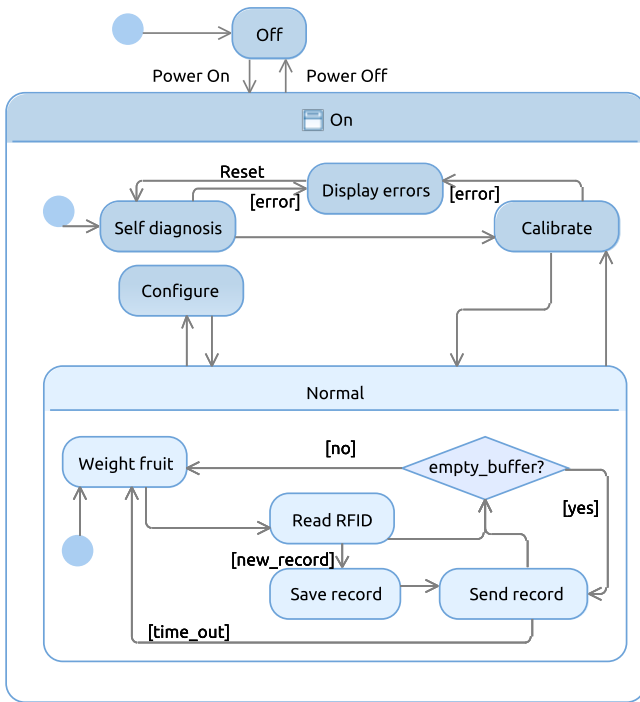 Off
Power On
Power Off
On
Reset
Display errors
[error]
[error]
Self diagnosis
Calibrate
Configure
Normal
[no]
Weight fruit
empty_buffer?
[yes]
Read RFID
[new_record]
Save record
Send record
[time_out]